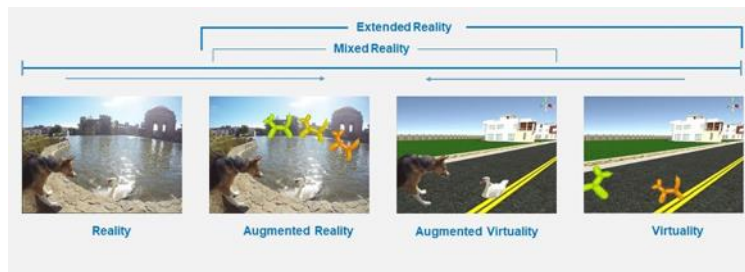 Extended Reality
Mixed Reality
Reality
Augmented Reality
Augmented Virtuality
Virtuality